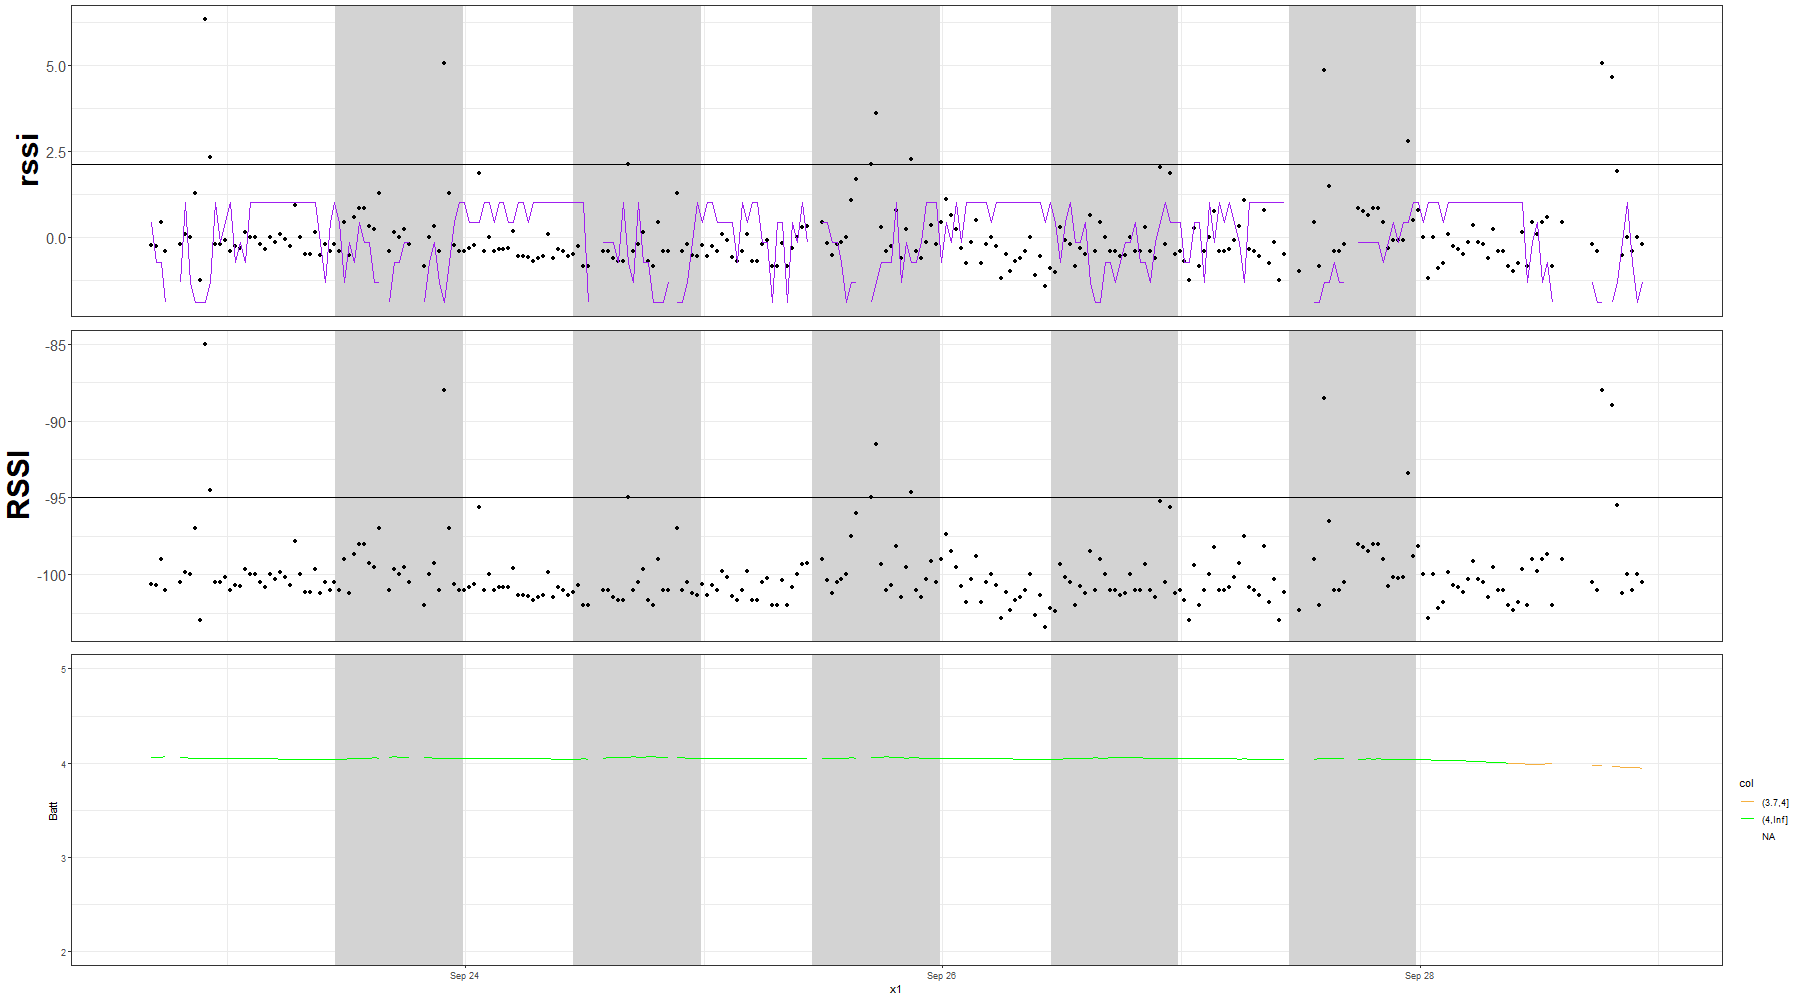 rssi
5.0
2.5
0.0
RSSI
-85
-90
-95
-100
Batt
5
4
3
2
Sep 24
Sep 26
Sep 28
x1
col
(3.7,4]
(4,Inf]
NA